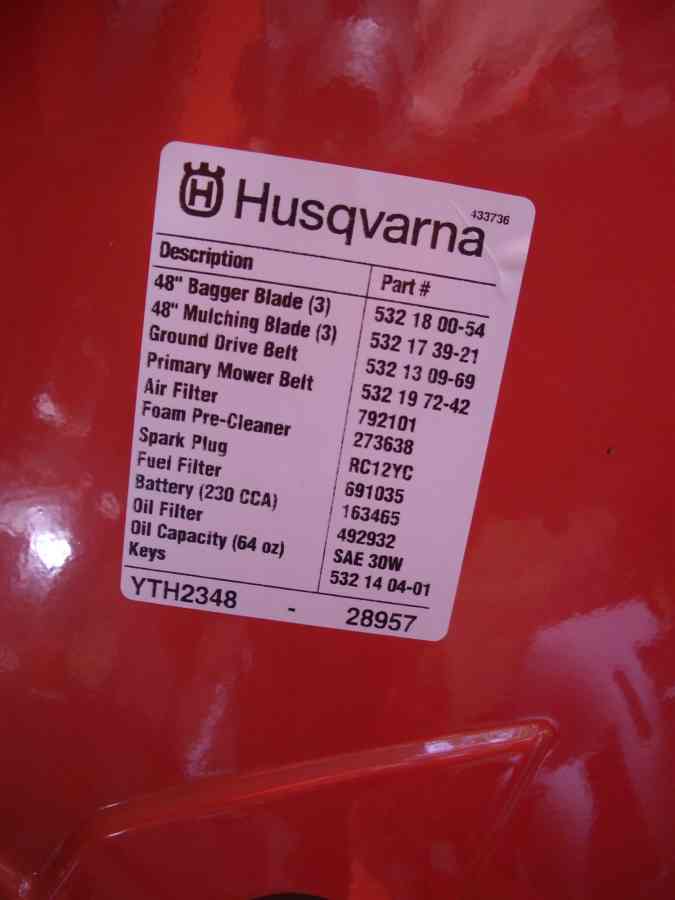 H Husqvarna 433736
Description Part #
48" Bagger Blade (3) 532 18 00-54
48" Mulching Blade (3) 532 17 39-21
Ground Drive Belt 532 13 09-69
Primary Mower Belt 532 19 72-42
Air Filter 792101
Foam Pre-Cleaner 273638
Spark Plug RC12YC
Fuel Filter 691035
Battery (230 CCA) 163465
Oil Filter 492932
Oil Capacity (64 oz) SAE 30W
Keys 532 14 04-01
YTH2348 - 28957